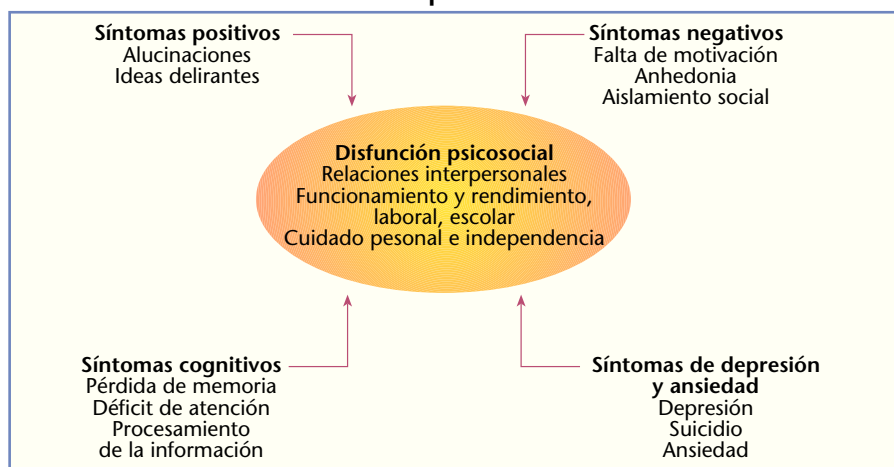 Síntomas positivos
Alucinaciones
Ideas delirantes
Síntomas negativos
Falta de motivación
Anhedonia
Aislamiento social
Disfunción psicosocial
Relaciones interpersonales
Funcionamiento y rendimiento,
laboral, escolar
Cuidado pesonal e independencia
Síntomas cognitivos
Pérdida de memoria
Déficit de atención
Procesamiento
de la información
Síntomas de depresión
y ansiedad
Depresión
Suicidio
Ansiedad